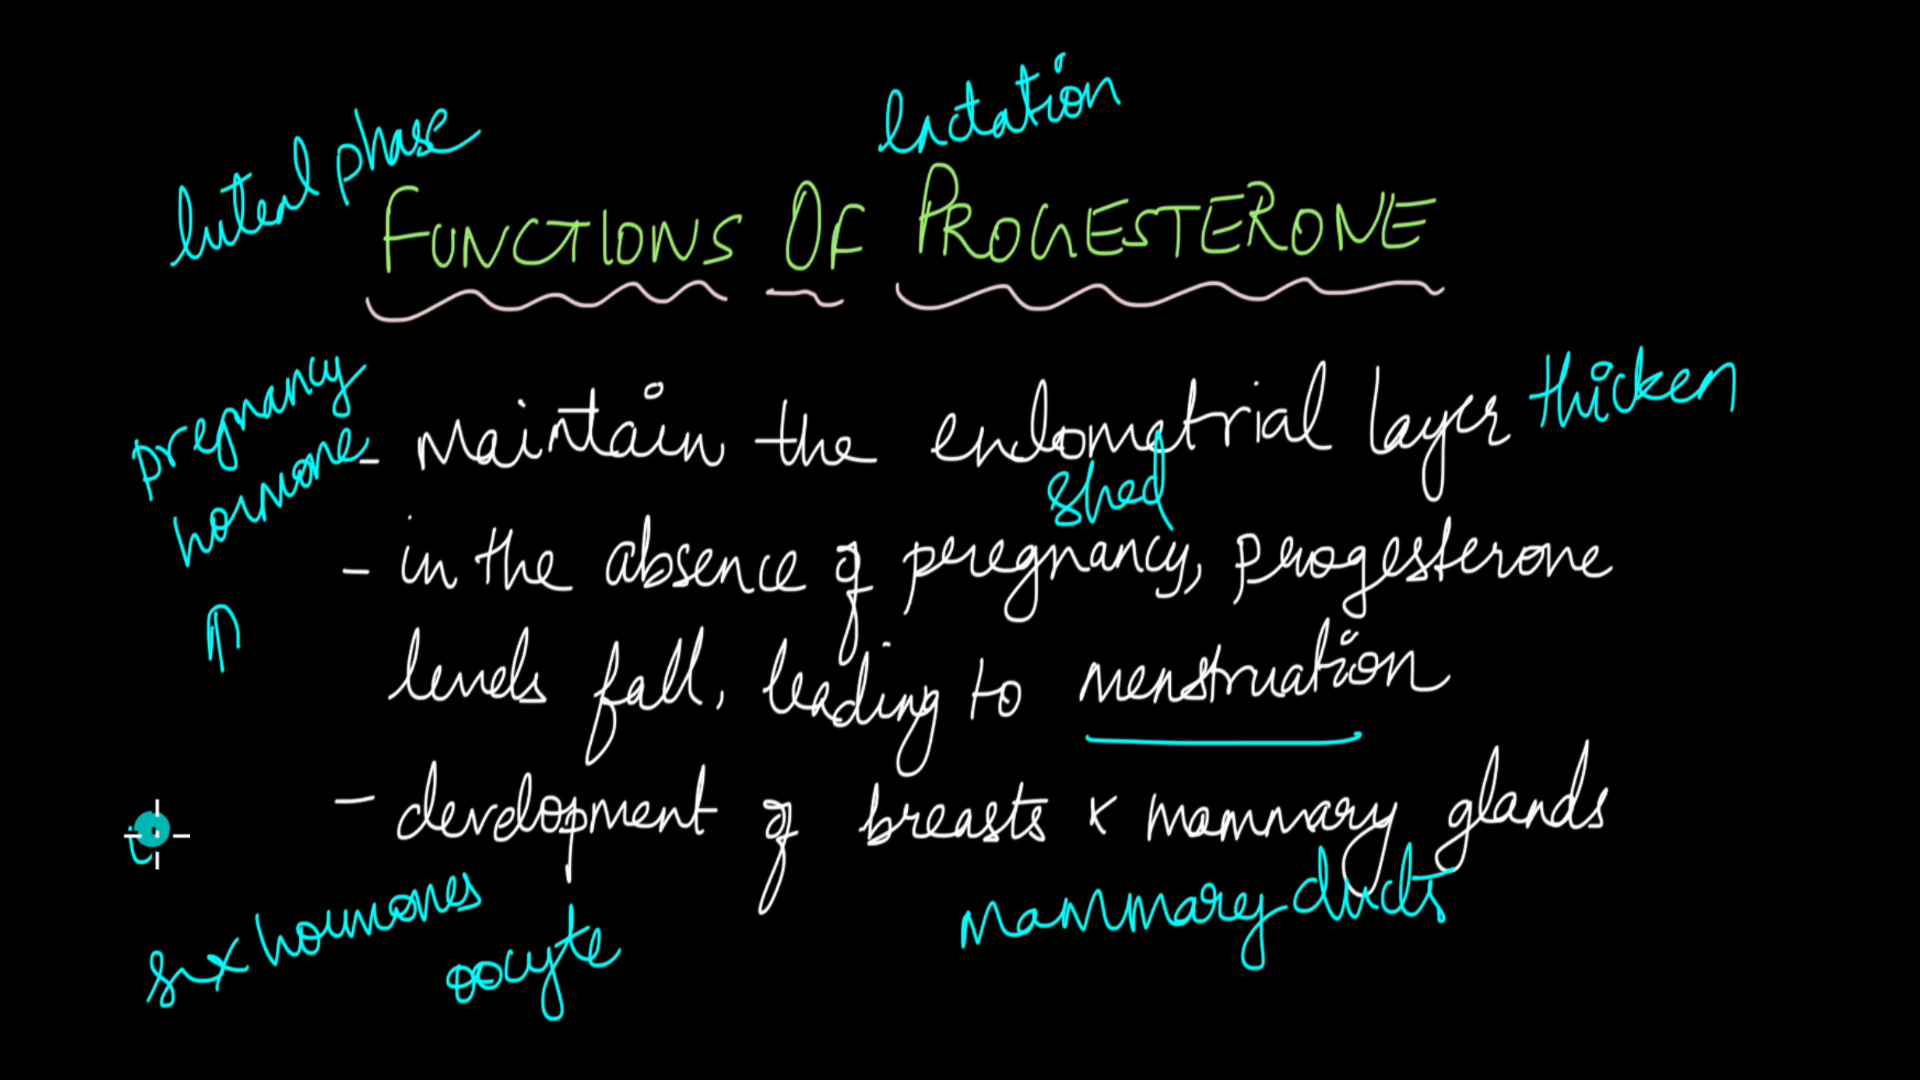 lactation
luteal phase
FUNCTIONS OF PROGESTERONE
pregnancy
hormone
- maintain the endometrial layer thicken
shed
- in the absence of pregnancy, progesterone
levels fall, leading to menstruation
- development of breasts & mammary glands
mammary ducts
sex hormones
oocyte